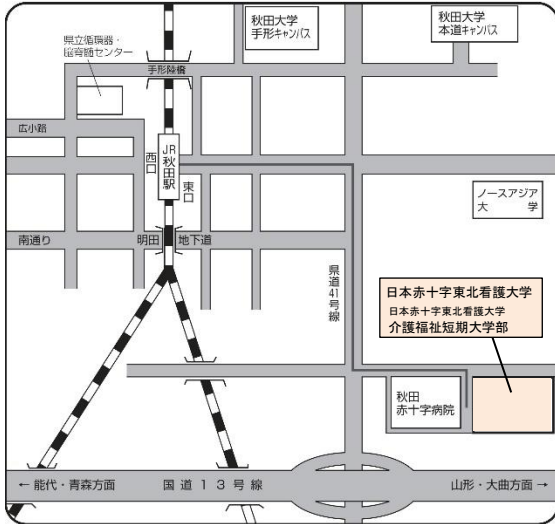 秋田大学
手形キャンパス
秋田大学
本道キャンパス
県立循環器・
脳脊髄センター
手形陸橋
広小路
西口
JR秋田駅
東口
ノースアジア
大学
南通り
明田
地下道
県道41号線
日本赤十字東北看護大学
日本赤十字東北看護大学
介護福祉短期大学部
秋田
赤十字病院
← 能代・青森方面
国道13号線
山形・大曲方面 →